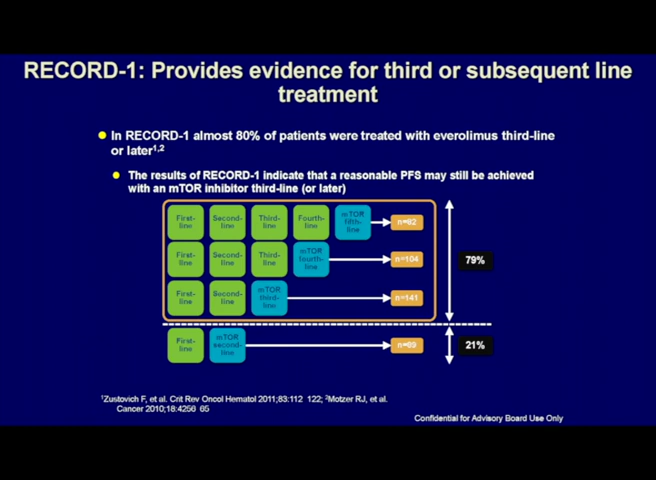 RECORD-1: Provides evidence for third or subsequent line
treatment
In RECORD-1 almost 80% of patients were treated with everolimus third-line
or later1,2
The results of RECORD-1 indicate that a reasonable PFS may still be achieved
with an mTOR inhibitor third-line (or later)
First-line Second-line Third-line Fourth-line mTOR fifth-line n=82
First-line Second-line Third-line mTOR fourth-line n=104
79%
First-line Second-line mTOR third-line n=141
First-line mTOR second-line n=89 21%
1Zustovich F, et al. Crit Rev Oncol Hematol 2011;83:112 122; 2Motzer RJ, et al.
Cancer 2010;18:4256 65
Confidential for Advisory Board Use Only